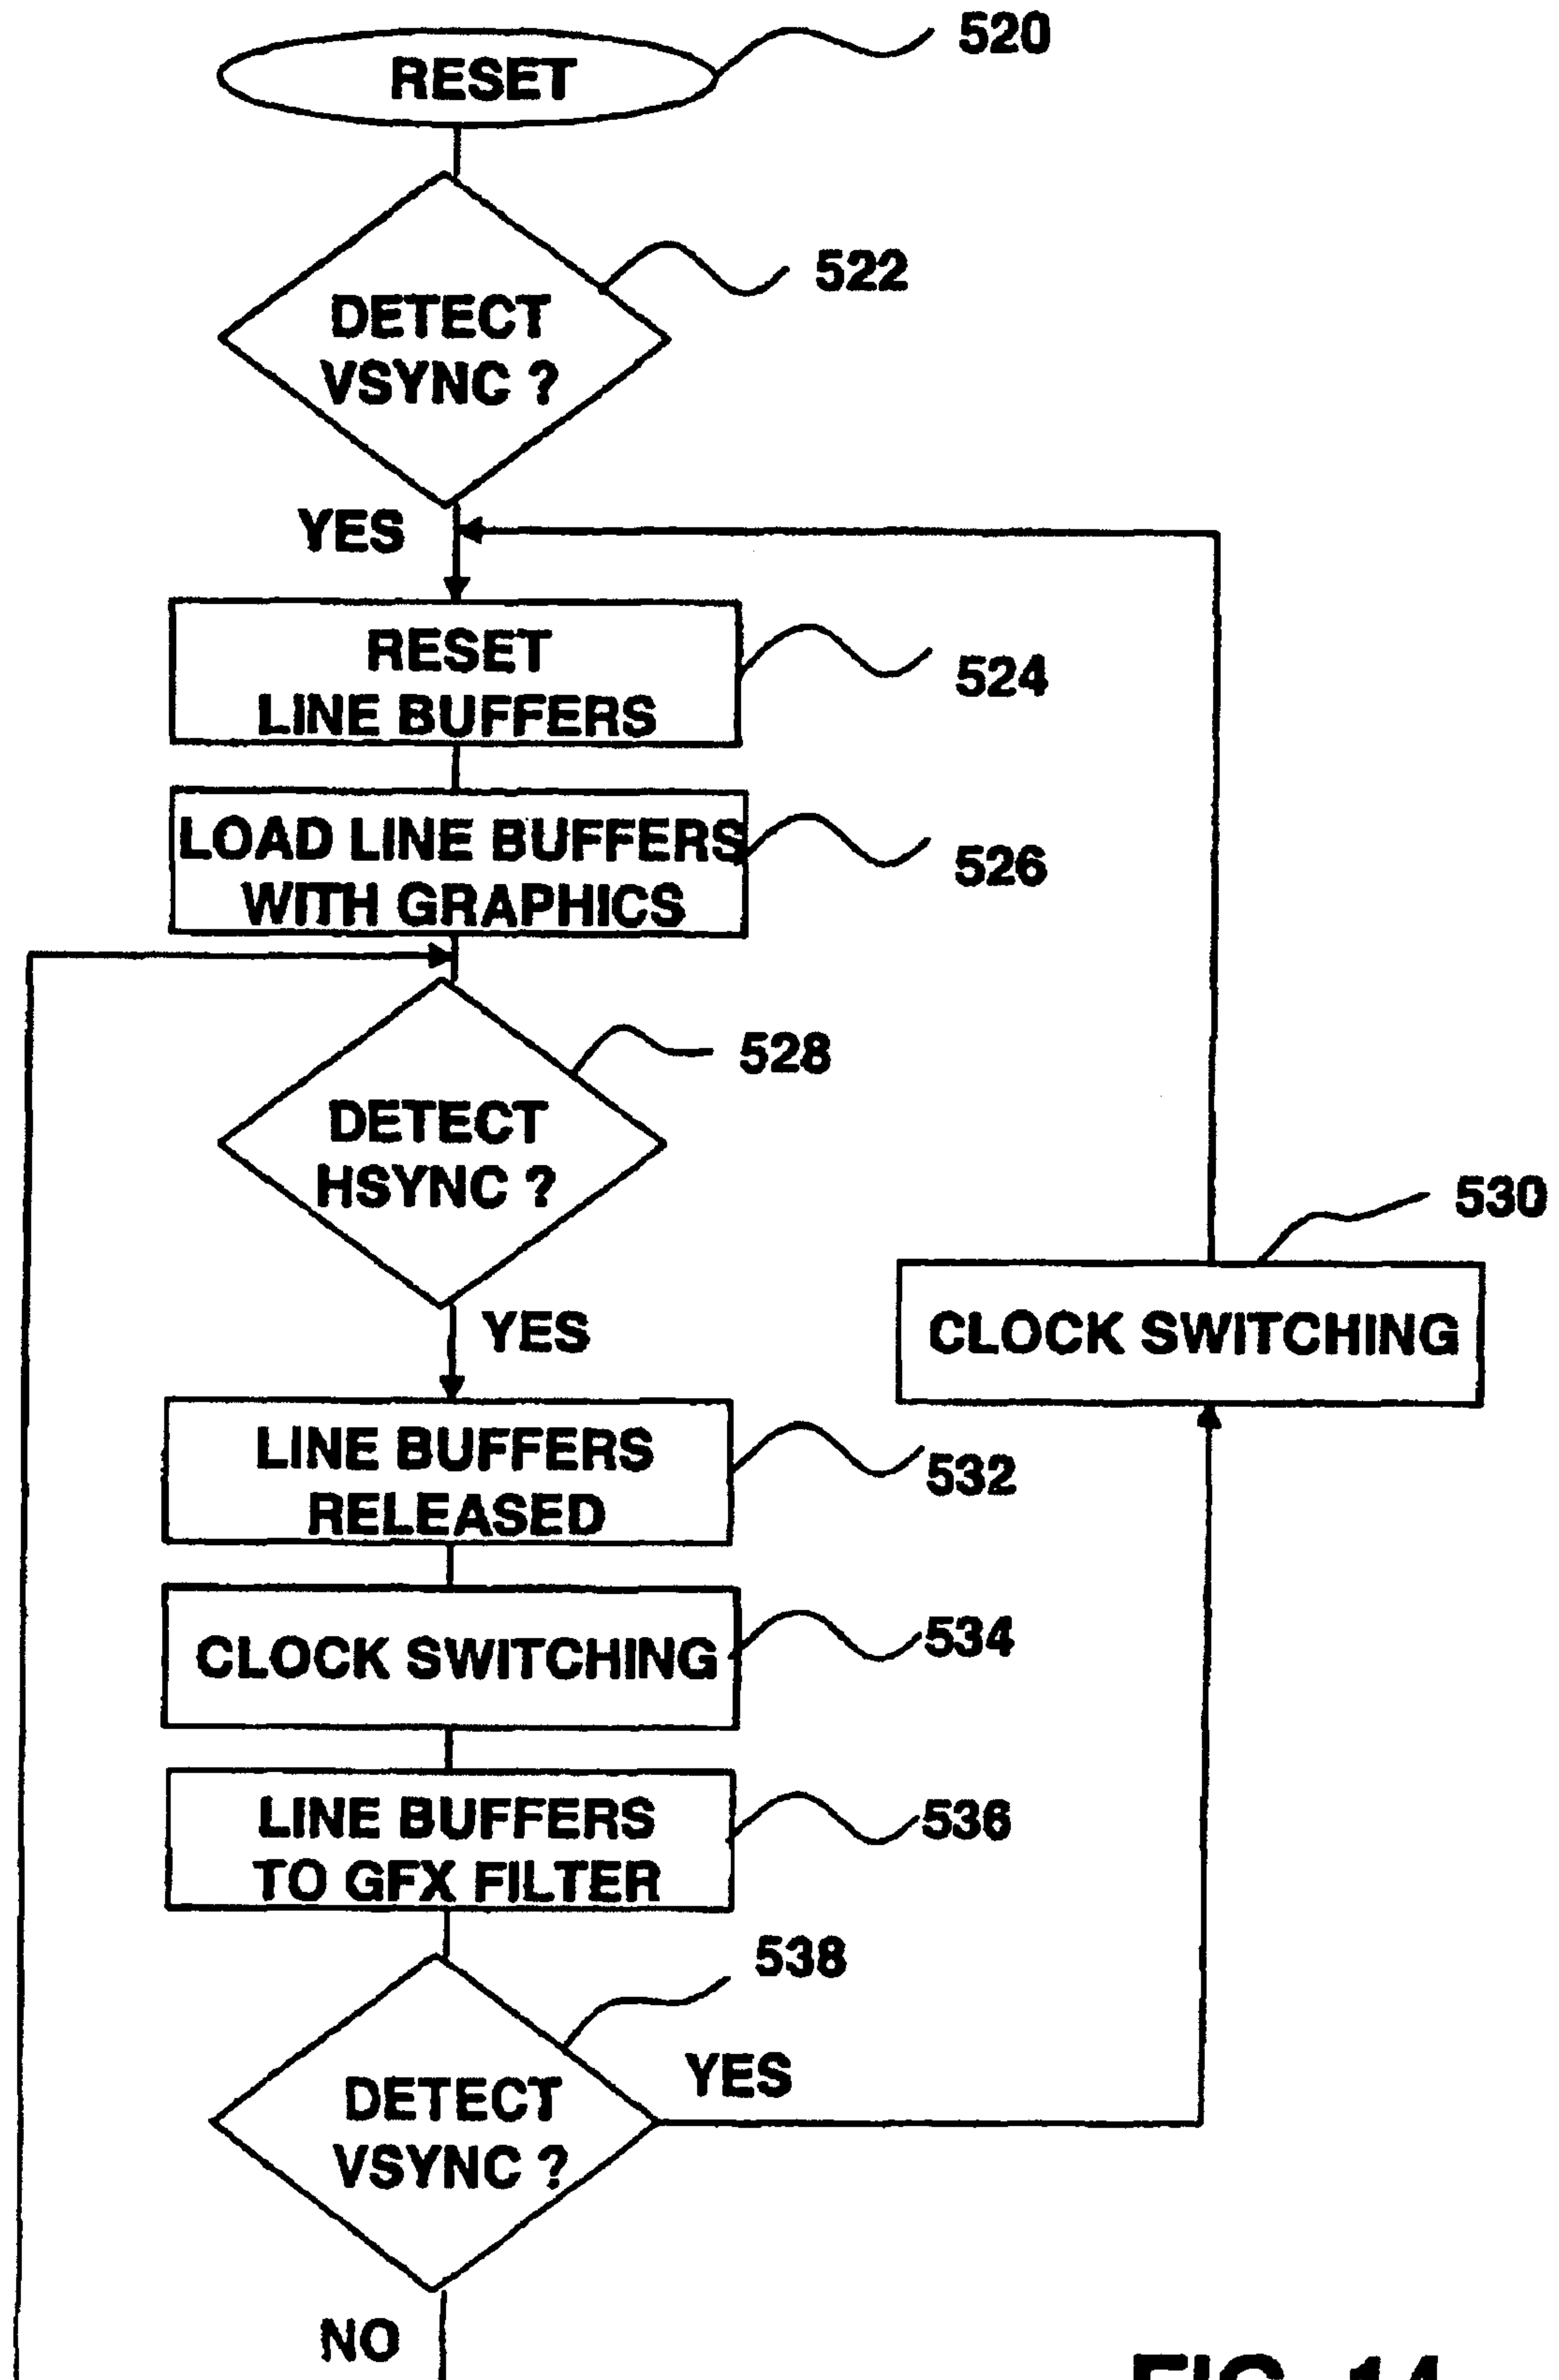 RESET
520
DETECT
VSYNC ?
522
YES
RESET
LINE BUFFERS
524
LOAD LINE BUFFERS
WITH GRAPHICS
526
DETECT
HSYNC ?
528
YES
530
CLOCK SWITCHING
LINE BUFFERS
RELEASED
532
CLOCK SWITCHING
534
LINE BUFFERS
TO GFX FILTER
536
538
DETECT
VSYNC ?
YES
NO
FIG. 14